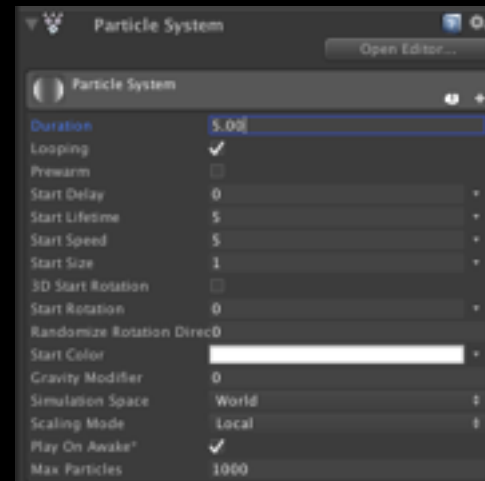 Particle System
Open Editor...
Particle System
Duration 5.00
Looping
Prewarm
Start Delay 0
Start Lifetime 5
Start Speed 5
Start Size 1
3D Start Rotation
Start Rotation 0
Randomize Rotation Direc0
Start Color
Gravity Modifier 0
Simulation Space World
Scaling Mode Local
Play On Awake*
Max Particles 1000